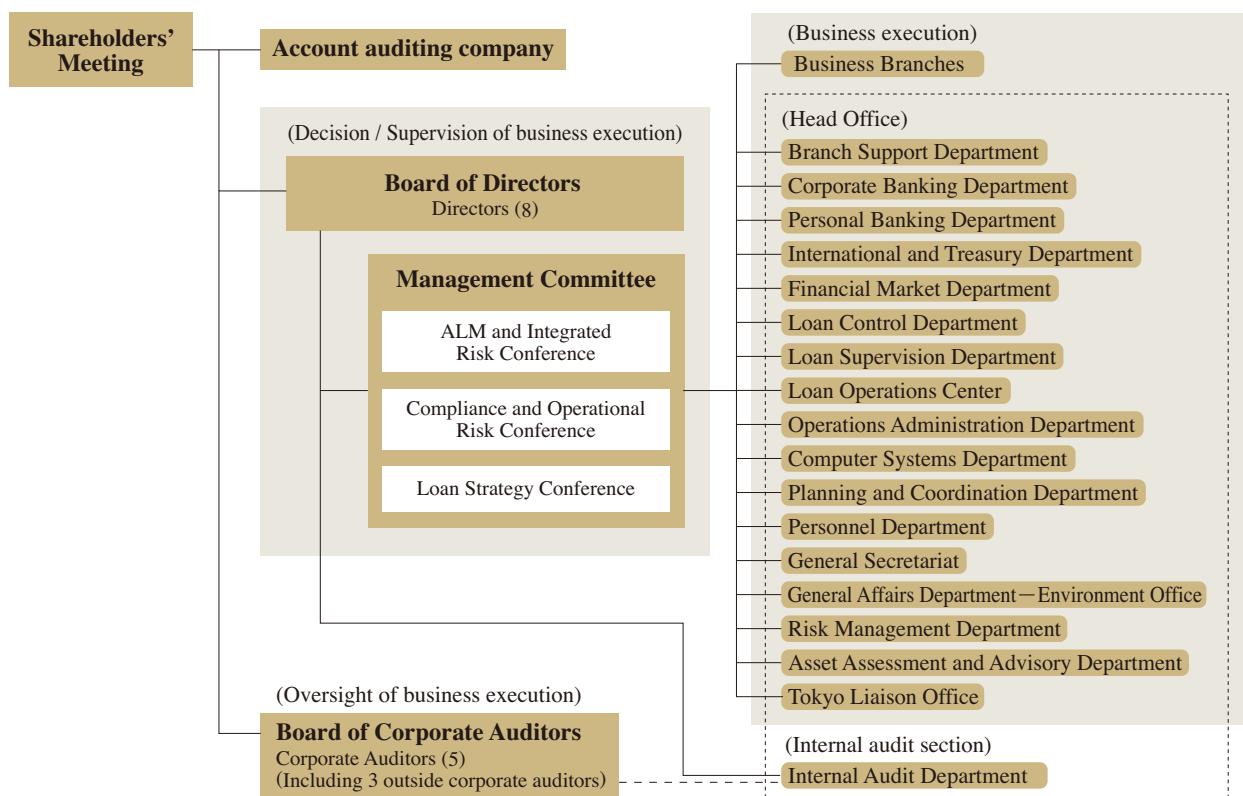 Shareholders'
Meeting
Account auditing company
(Decision / Supervision of business execution)
Board of Directors
Directors (8)
Management Committee
ALM and Integrated
Risk Conference
Compliance and Operational
Risk Conference
Loan Strategy Conference
(Oversight of business execution)
Board of Corporate Auditors
Corporate Auditors (5)
(Including 3 outside corporate auditors)
(Business execution)
Business Branches
(Head Office)
Branch Support Department
Corporate Banking Department
Personal Banking Department
International and Treasury Department
Financial Market Department
Loan Control Department
Loan Supervision Department
Loan Operations Center
Operations Administration Department
Computer Systems Department
Planning and Coordination Department
Personnel Department
General Secretariat
General Affairs Department—Environment Office
Risk Management Department
Asset Assessment and Advisory Department
Tokyo Liaison Office
(Internal audit section)
Internal Audit Department